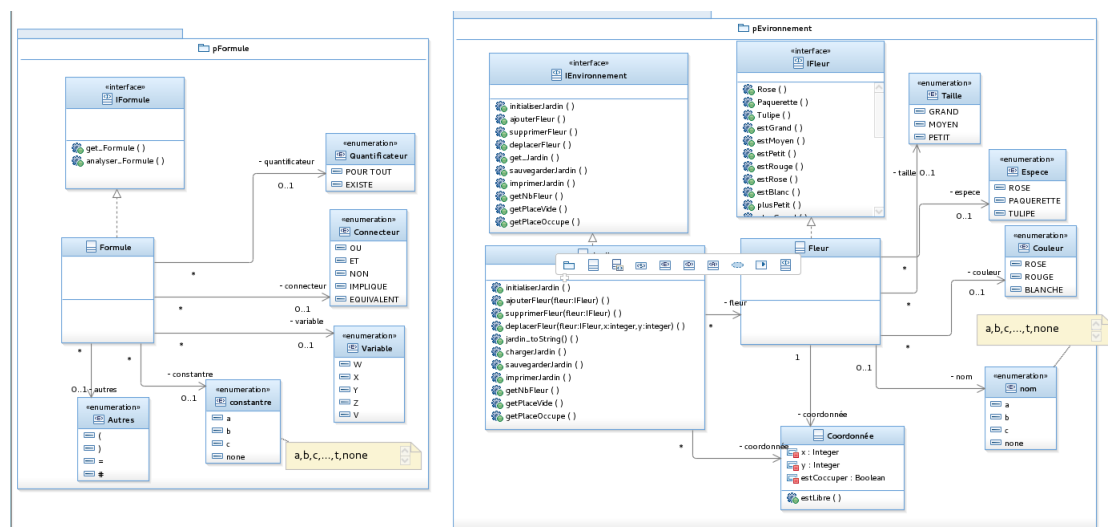 pFormule
«interface»
IFormule
get_Formule ( )
analyser_Formule ( )
- quantificateur
0..1
«enumeration»
Quantificateur
POUR TOUT
EXISTE
Formule
*
«enumeration»
Connecteur
OU
ET
NON
IMPLIQUE
EQUIVALENT
- connecteur
*
0..1
- variable
*
0..1
«enumeration»
Variable
W
X
Y
Z
V
*
*
- constantre
0..1
0..1
- autres
«enumeration»
Autres
(
)
=
#
«enumeration»
constantre
a
b
c
none
a,b,c,...,t,none
pEvironnement
«interface»
IEnvironnement
initialiserJardin ( )
ajouterFleur ( )
supprimerFleur ( )
deplacerFleur ( )
get_Jardin ( )
sauvegarderJardin ( )
imprimerJardin ( )
getNbFleur ( )
getPlaceVide ( )
getPlaceOccupe ( )
«interface»
IFleur
Rose ( )
Paquerette ( )
Tulipe ( )
estGrand ( )
estMoyen ( )
estPetit ( )
estRouge ( )
estRose ( )
estBlanc ( )
plusPetit ( )
«enumeration»
Taille
GRAND
MOYEN
PETIT
- taille
0..1
«enumeration»
Espece
ROSE
PAQUERETTE
TULIPE
- espece
0..1
«enumeration»
Couleur
ROSE
ROUGE
BLANCHE
- couleur
0..1
initialiserJardin ( )
ajouterFleur(fleur:IFleur)
supprimerFleur(fleur:IFleur)
deplacerFleur(fleur:IFleur,x:integer,y:integer)
jardin_toString()
chargerJardin ( )
sauvegarderJardin ( )
imprimerJardin ( )
getNbFleur ( )
getPlaceVide ( )
getPlaceOccupe ( )
- fleur
*
Fleur
*
*
*
a,b,c,...,t,none
1
0..1
- nom
«enumeration»
nom
a
b
c
none
- coordonnée
*
- coordonnée
Coordonnée
x : Integer
y : Integer
estCoccuper : Boolean
estLibre ( )